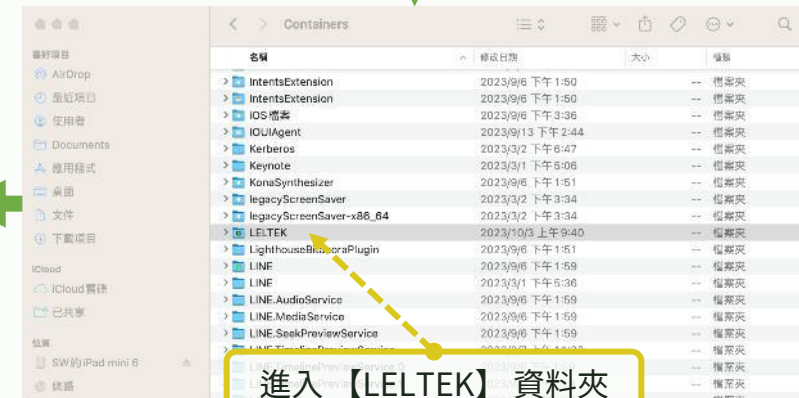 Containers
喜好項目
AirDrop
最近項目
使用者
Documents
應用程式
桌面
文件
下載項目
iCloud
iCloud雲碟
已共享
位置
SW的iPad mini 6
網路
名稱 修改日期 大小 種類
IntentsExtension 2023/9/6 下午1:50 -- 檔案夾
IntentsExtension 2023/9/6 下午1:50 -- 檔案夾
iOS檔案 2023/9/6 下午3:36 -- 檔案夾
IOUIAgent 2023/9/13 下午2:44 -- 檔案夾
Kerberos 2023/3/2 下午6:47 -- 檔案夾
Keynote 2023/3/1 下午5:06 -- 檔案夾
KonaSynthesizer 2023/9/6 下午1:51 -- 檔案夾
legacyScreenSaver 2023/3/2 下午3:34 -- 檔案夾
legacyScreenSaver-x86_64 2023/3/2 下午3:34 -- 檔案夾
LELTEK 2023/10/3 上午9:40 -- 檔案夾
2023/9/6 下午1:51 -- 檔案夾
LINE 2023/9/6 下午1:59 -- 檔案夾
LINE 2023/3/1 下午5:36 -- 檔案夾
LINE.AudioService 2023/9/6 下午1:59 -- 檔案夾
LINE.MediaService 2023/9/6 下午1:59 -- 檔案夾
LINE.SeekPreviewService 2023/9/6 下午1:59 -- 檔案夾
-- 檔案夾
-- 檔案夾
-- 檔案夾
進入 【LELTEK】 資料夾